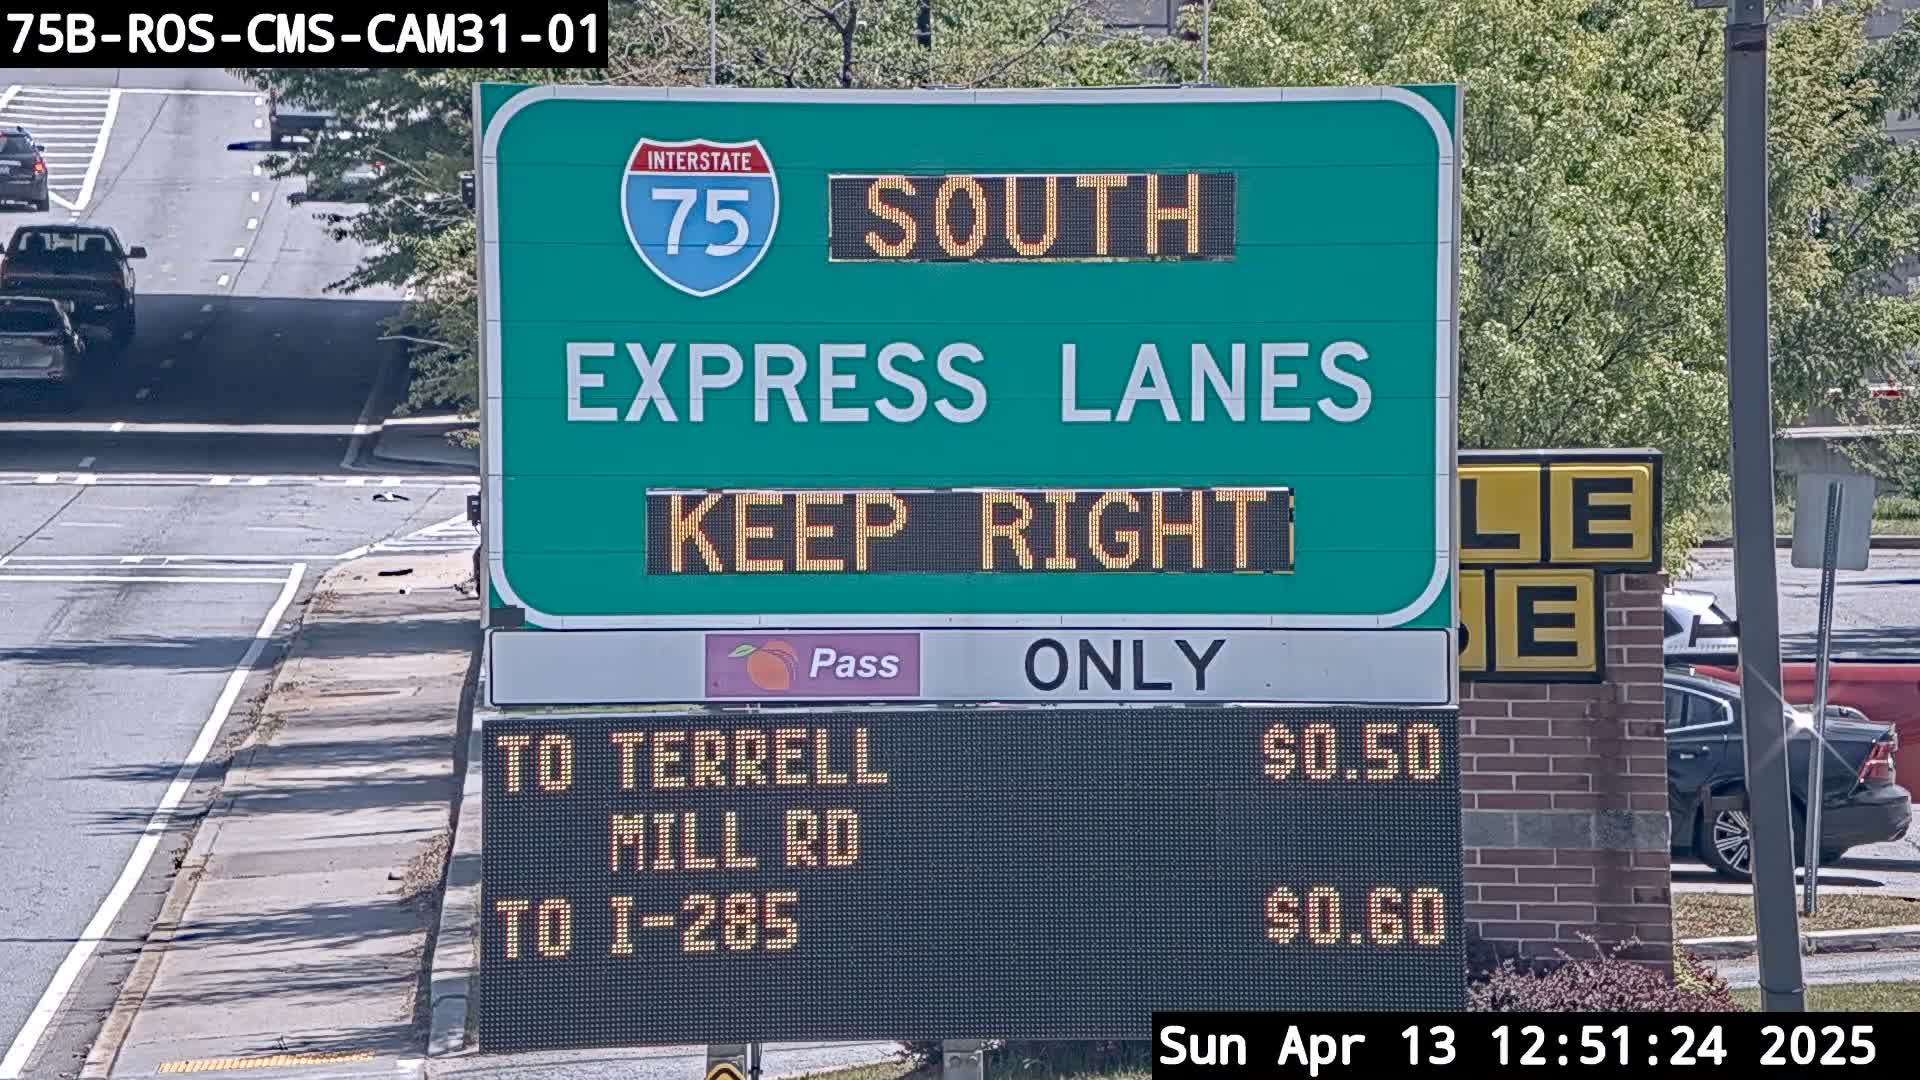 75B-ROS-CMS-CAM31-01
INTERSTATE
75
SOUTH
EXPRESS LANES
KEEP RIGHT
Pass ONLY
TO TERRELL $0.50
MILL RD
TO I-285 $0.60
LE
E
Sun Apr 13 12:51:24 2025